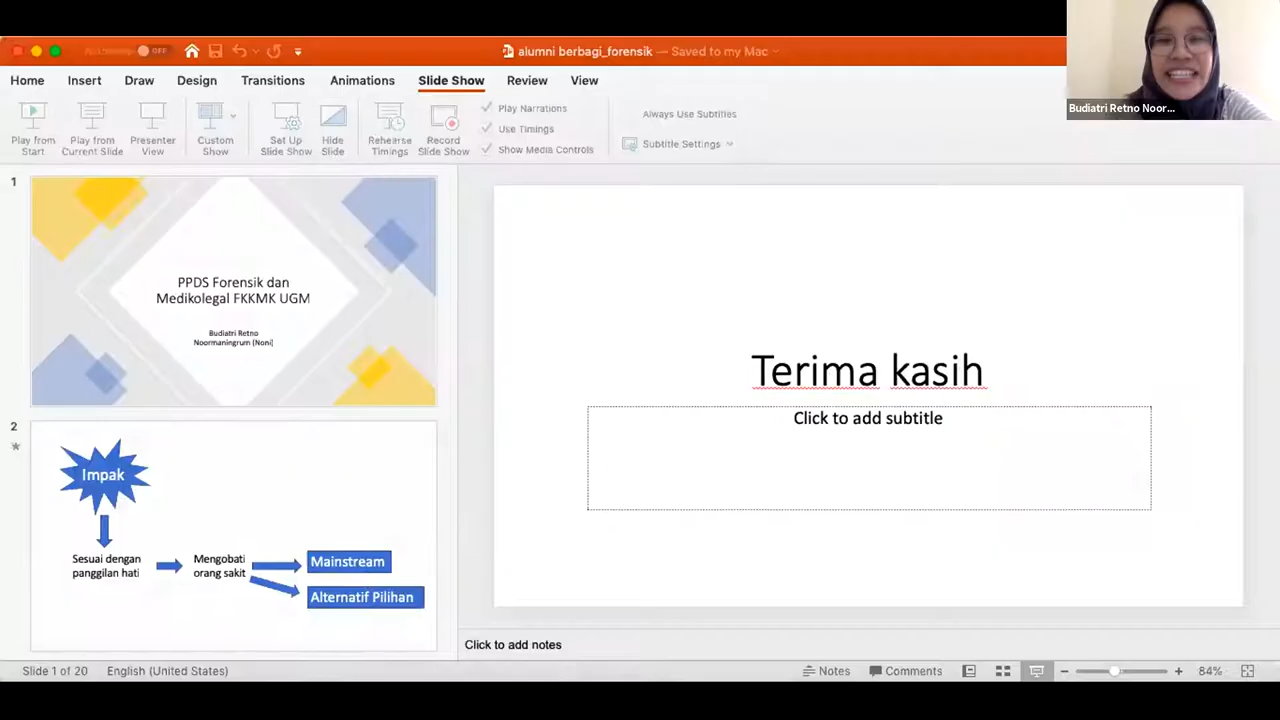 OFF
alumni berbagi_forensik — Saved to my Mac
Home Insert Draw Design Transitions Animations Slide Show Review View
Play from Start
Play from Current Slide
Presenter View
Custom Show
Set Up Slide Show
Hide Slide
Rehearse Timings
Record Slide Show
Play Narrations
Use Timings
Show Media Controls
Always Use Subtitles
Subtitle Settings
Budiatri Retno Noor...
1
PPDS Forensik dan
Medikolegal FKKMK UGM
Budiatri Retno
Noormaningrum (Noni)
2
Impak
Sesuai dengan
panggilan hati
Mengobati
orang sakit
Mainstream
Alternatif Pilihan
Terima kasih
Click to add subtitle
Click to add notes
Slide 1 of 20 English (United States) Notes Comments 84%